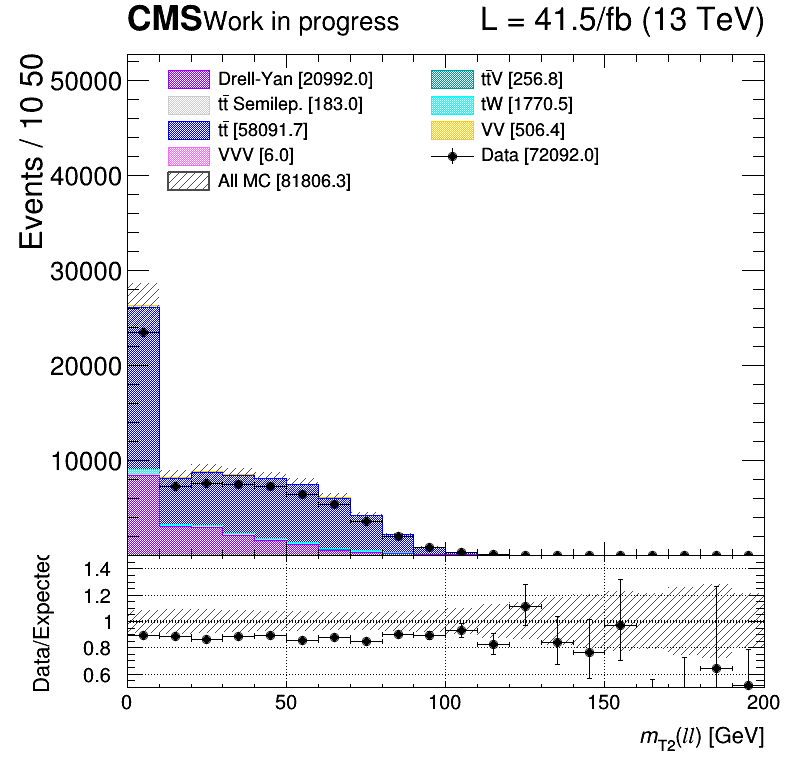 CMS Work in progress L = 41.5/fb (13 TeV)
Events / 10 50
50000
40000
30000
20000
10000
Drell-Yan [20992.0]
tt̄ Semilep. [183.0]
tt̄ [58091.7]
VVV [6.0]
All MC [81806.3]
tt̄V [256.8]
tW [1770.5]
VV [506.4]
Data [72092.0]
Data/Expected
1.4
1.2
1
0.8
0.6
0 50 100 150 200
m_T2(ll) [GeV]